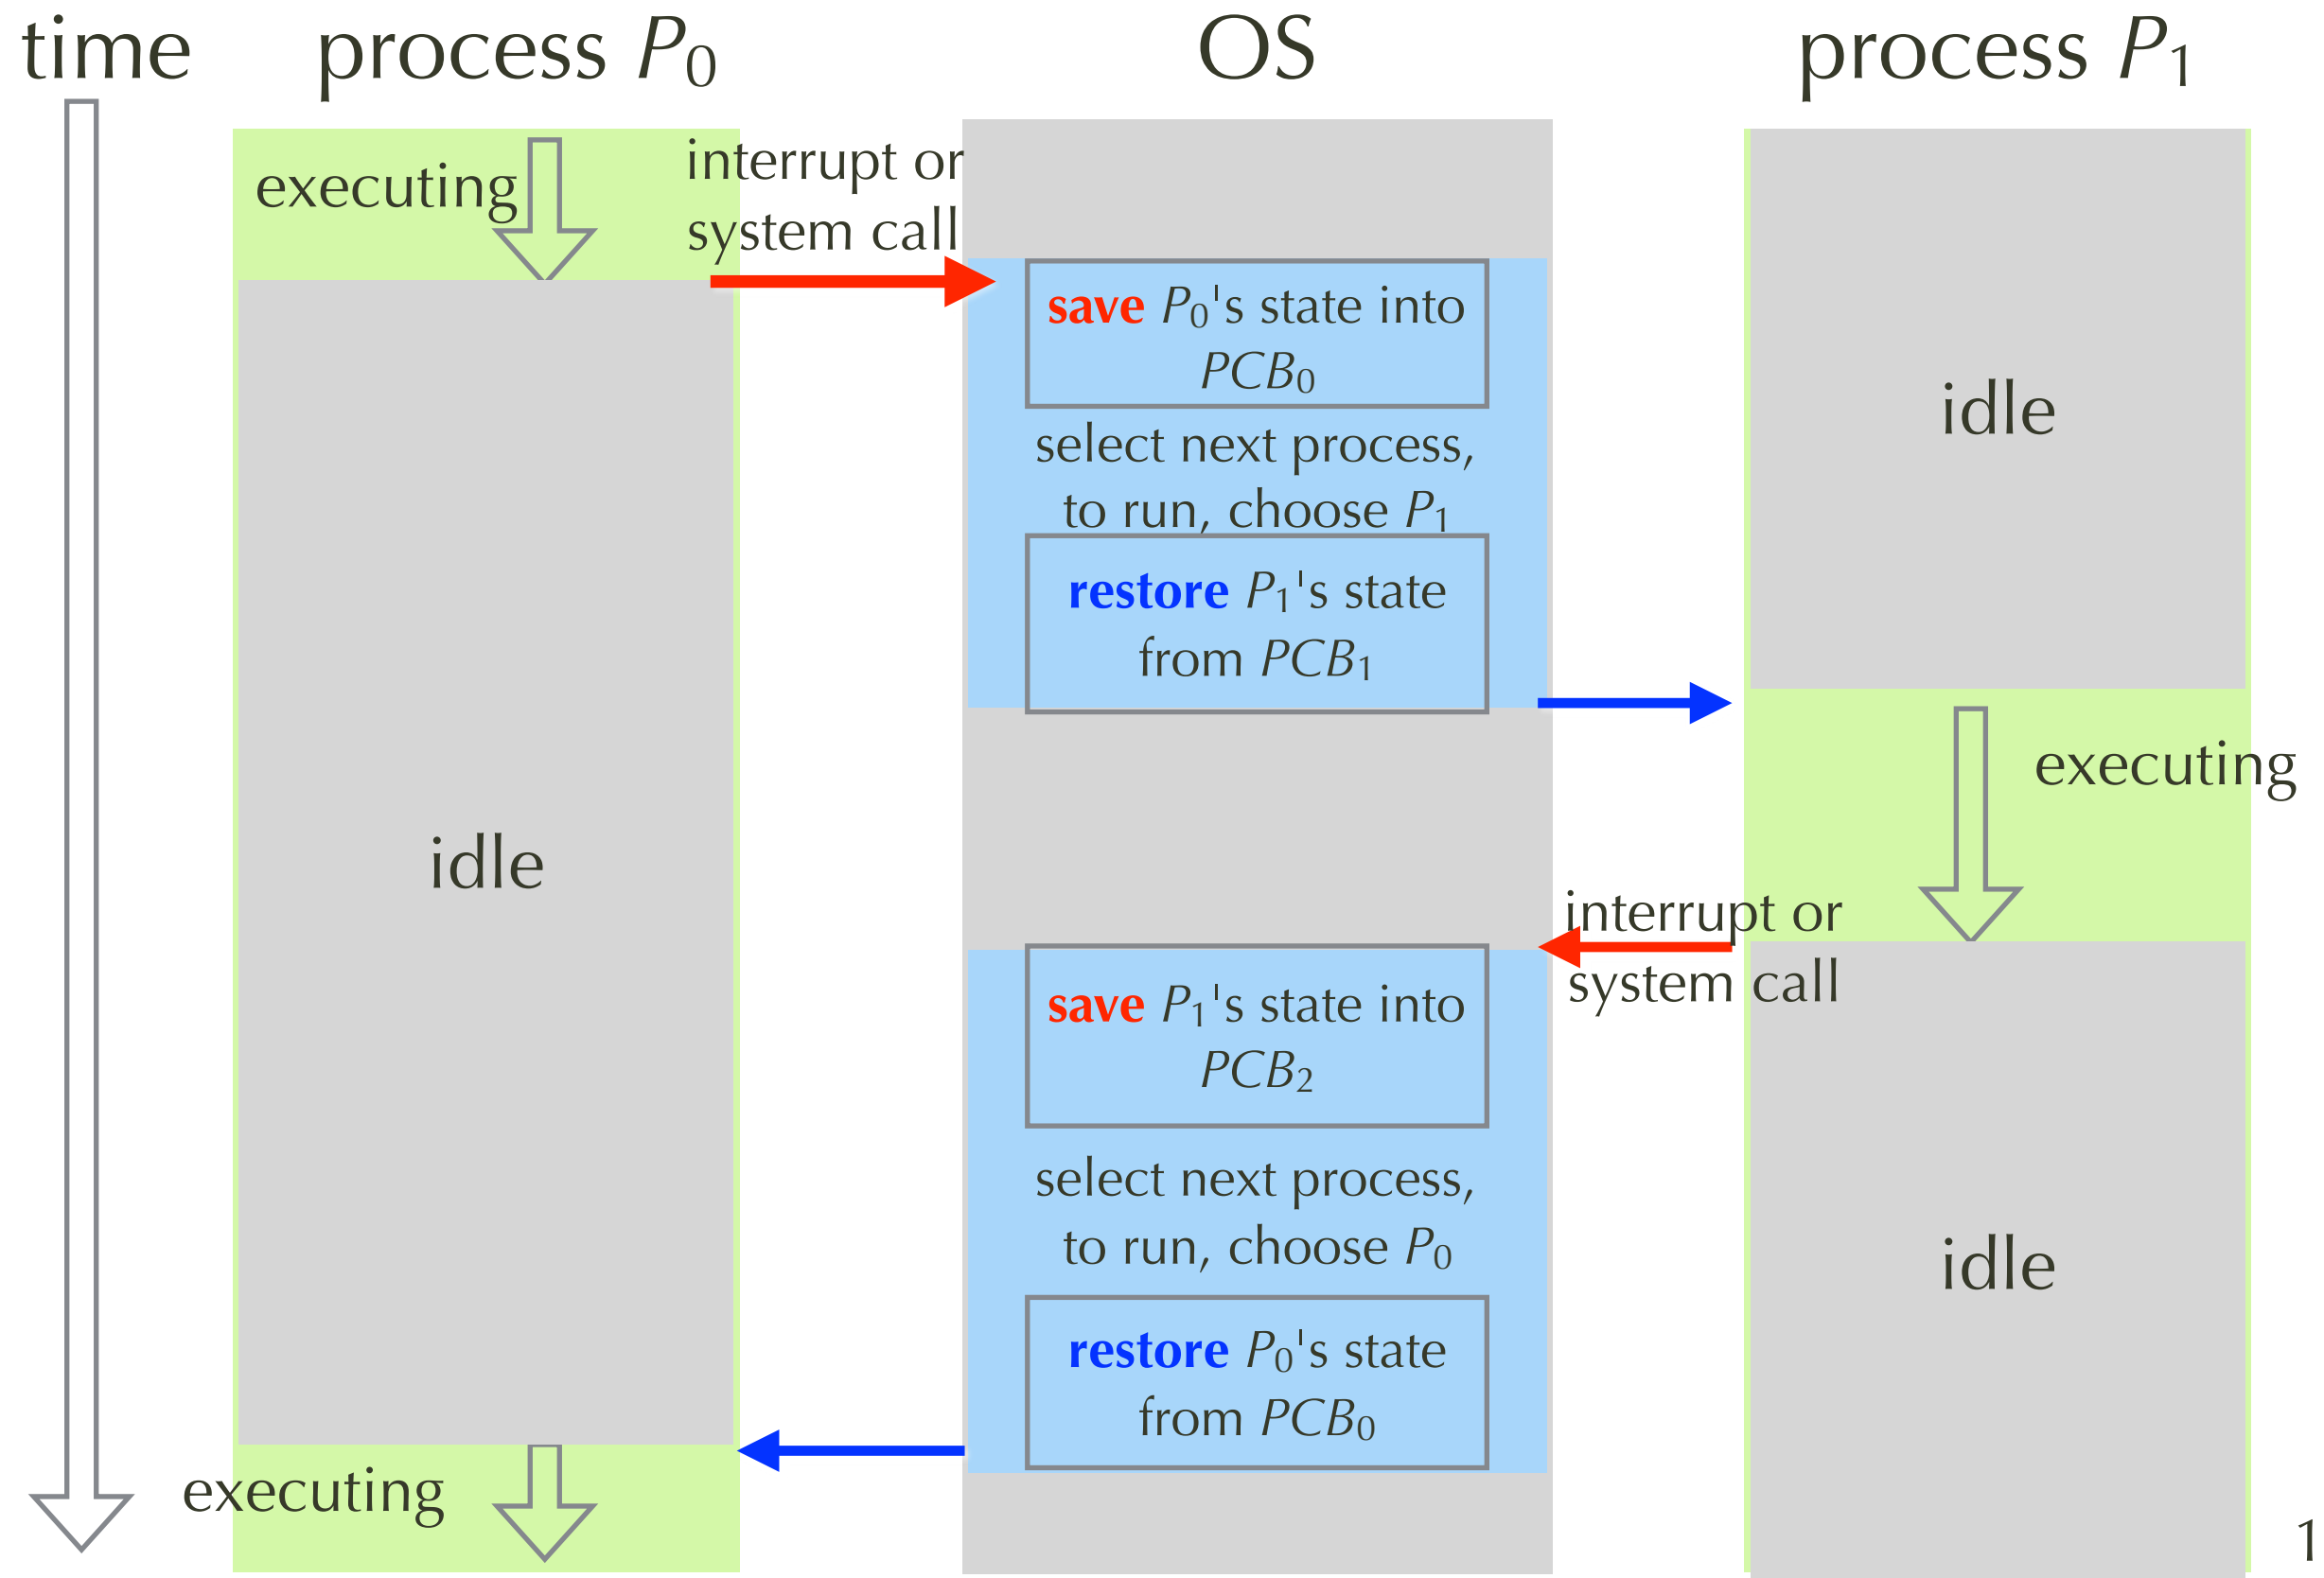 time
process P0
OS
process P1
executing
interrupt or
system call
save P0's state into
PCB0
select next process,
to run, choose P1
restore P1's state
from PCB1
idle
executing
idle
interrupt or
system call
save P1's state into
PCB2
select next process,
to run, choose P0
restore P0's state
from PCB0
idle
executing
1